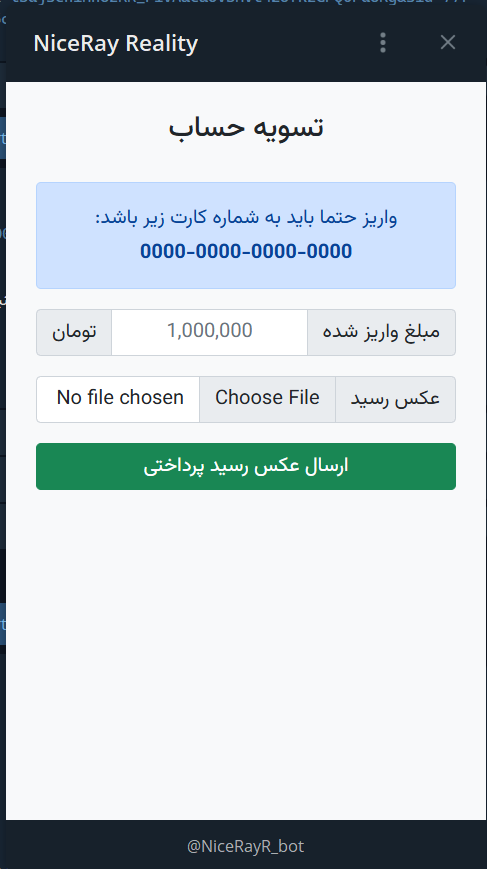 NiceRay Reality
تسویه حساب
واریز حتما باید به شماره کارت زیر باشد:
0000-0000-0000-0000
مبلغ واریز شده 1,000,000 تومان
عکس رسید Choose File No file chosen
ارسال عکس رسید پرداختی
@NiceRayR_bot